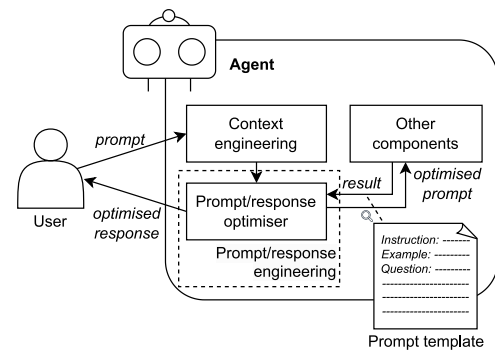 Agent
prompt
Context
engineering
Other
components
User
optimised
response
Prompt/response
optimiser
result
optimised
prompt
Prompt/response
engineering
Instruction: -------
Example: ---------
Question: --------
Prompt template